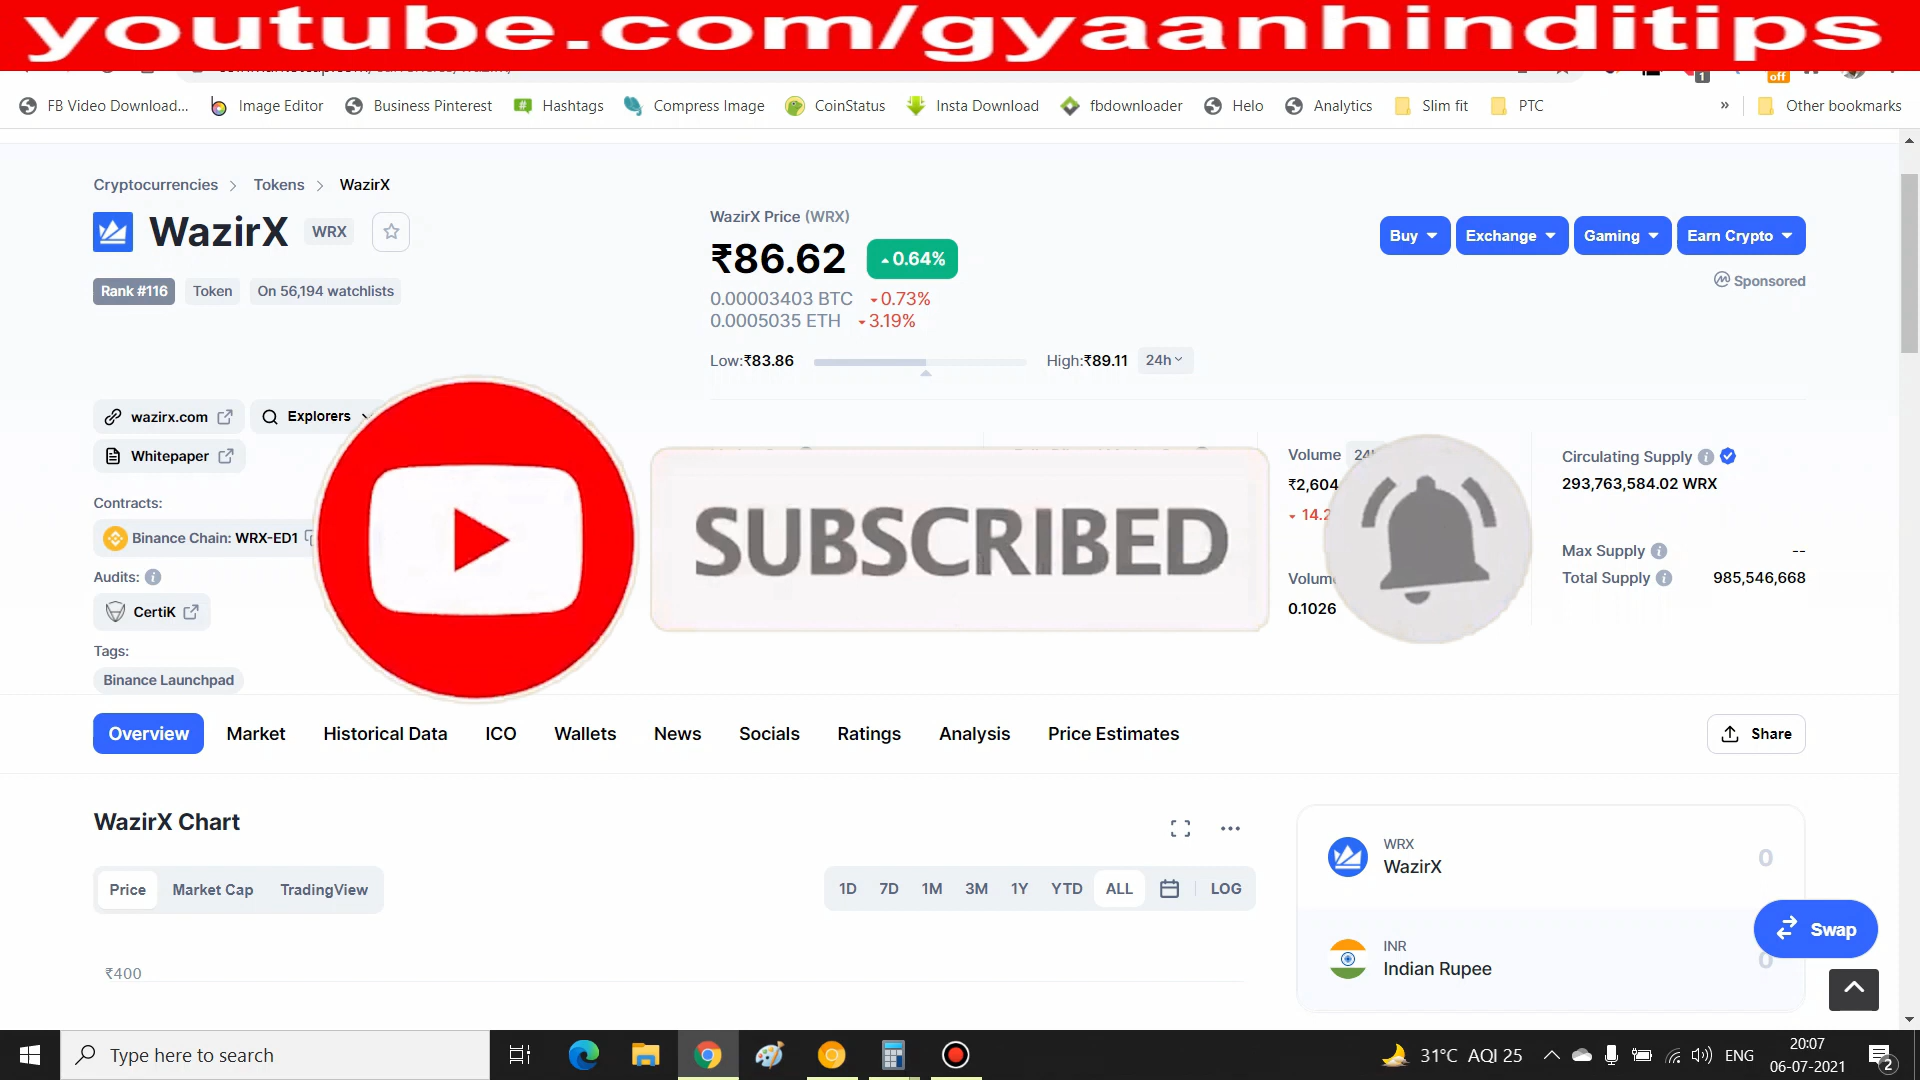 youtube.com/gyaanhinditips
1
off
FB Video Download... Image Editor Business Pinterest Hashtags Compress Image CoinStatus Insta Download fbdownloader Helo Analytics Slim fit PTC » Other bookmarks
Cryptocurrencies > Tokens > WazirX
WazirX WRX
Rank #116 Token On 56,194 watchlists
WazirX Price (WRX)
₹86.62 0.64%
0.00003403 BTC 0.73%
0.0005035 ETH 3.19%
Low:₹83.86 High:₹89.11 24h
Buy Exchange Gaming Earn Crypto
Sponsored
wazirx.com Explorers
Whitepaper
Contracts:
Binance Chain: WRX-ED1
Audits:
CertiK
Tags:
Binance Launchpad
SUBSCRIBED
Volume
₹2,604
14.2
0.1026
Circulating Supply
293,763,584.02 WRX
Max Supply --
Total Supply 985,546,668
Overview Market Historical Data ICO Wallets News Socials Ratings Analysis Price Estimates Share
WazirX Chart
Price Market Cap TradingView
1D 7D 1M 3M 1Y YTD ALL LOG
₹400
WRX
WazirX 0
INR
Indian Rupee 0
Swap
Type here to search
31°C AQI 25 ENG
20:07
06-07-2021
2